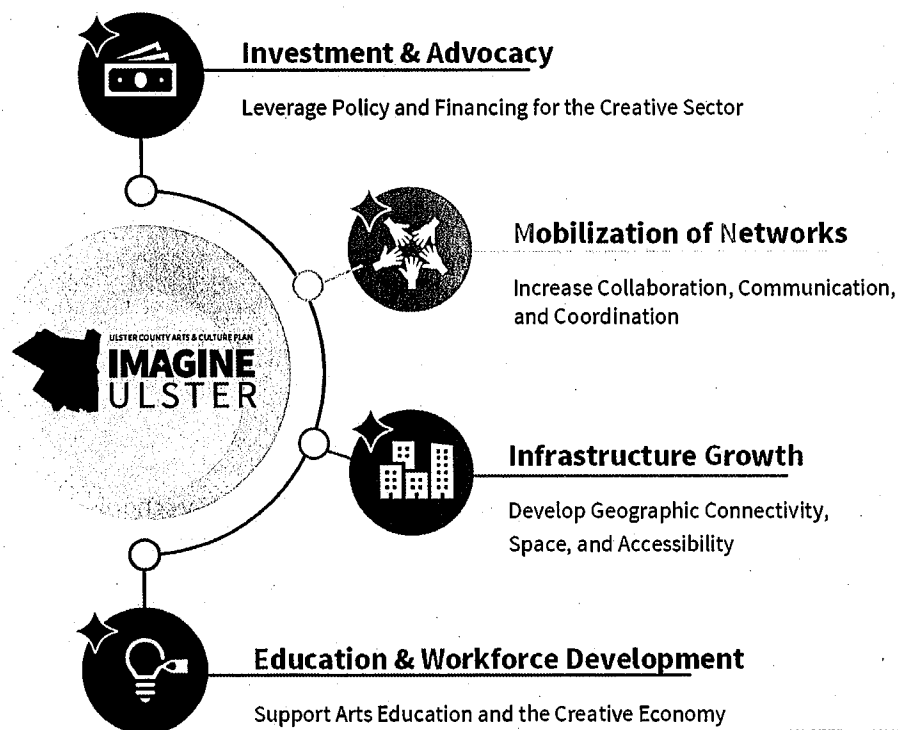 Investment & Advocacy
Leverage Policy and Financing for the Creative Sector
Mobilization of Networks
Increase Collaboration, Communication,
and Coordination
ULSTER COUNTY ARTS & CULTURE PLAN
IMAGINE
ULSTER
Infrastructure Growth
Develop Geographic Connectivity,
Space, and Accessibility
Education & Workforce Development
Support Arts Education and the Creative Economy